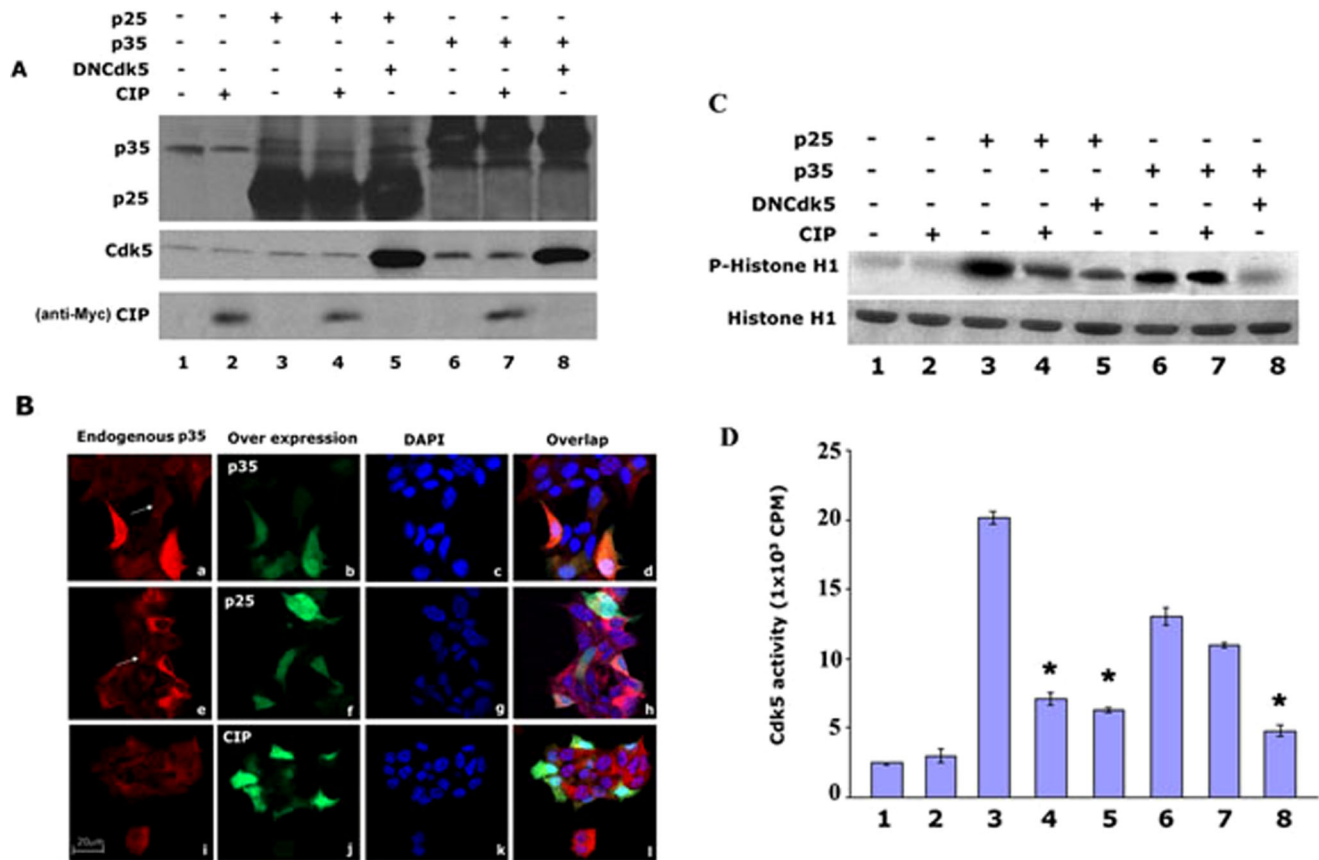 A
p25 - - + + + - - -
p35 - - - - - + + +
DNCdk5 - - - - + - - +
CIP - + - + - - + -
p35
p25
Cdk5
(anti-Myc) CIP
1 2 3 4 5 6 7 8
B
Endogenous p35 Over expression DAPI Overlap
p35
a b c d
p25
e f g h
CIP
20μm
i j k l
C
p25 - - + + + - - -
p35 - - - - - + + +
DNCdk5 - - - - + - - +
CIP - + - + - - + -
P-Histone H1
Histone H1
1 2 3 4 5 6 7 8
D
Cdk5 activity (1x10³ CPM)
25
20
15
10
5
0
* * *
1 2 3 4 5 6 7 8